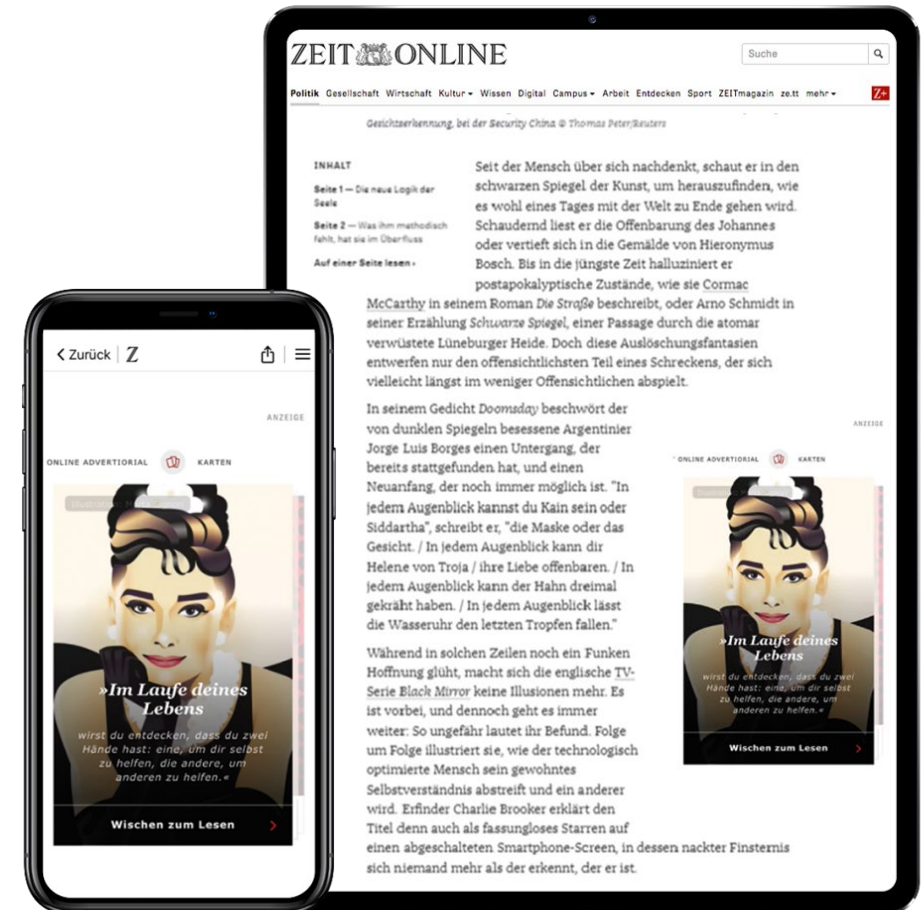 ZEIT ONLINE
Suche
Politik Gesellschaft Wirtschaft Kultur Wissen Digital Campus Arbeit Entdecken Sport ZEITmagazin ze.tt mehr Z+
Gesichtserkennung, bei der Security China © Thomas Peter/Reuters
INHALT
Seite 1 — Die neue Logik der
Seele
Seite 2 — Was ihm methodisch
fehlt, hat sie im Überfluss
Auf einer Seite lesen ›
Seit der Mensch über sich nachdenkt, schaut er in den
schwarzen Spiegel der Kunst, um herauszufinden, wie
es wohl eines Tages mit der Welt zu Ende gehen wird.
Schaudernd liest er die Offenbarung des Johannes
oder vertieft sich in die Gemälde von Hieronymus
Bosch. Bis in die jüngste Zeit halluziniert er
postapokalyptische Zustände, wie sie Cormac
McCarthy in seinem Roman Die Straße beschreibt, oder Arno Schmidt in
seiner Erzählung Schwarze Spiegel, einer Passage durch die atomar
verwüstete Lüneburger Heide. Doch diese Auslöschungsfantasien
entwerfen nur den offensichtlichsten Teil eines Schreckens, der sich
vielleicht längst im weniger Offensichtlichen abspielt.
In seinem Gedicht Doomsday beschwört der
von dunklen Spiegeln besessene Argentinier
Jorge Luis Borges einen Untergang, der
bereits stattgefunden hat, und einen
Neuanfang, der noch immer möglich ist. "In
jedem Augenblick kannst du Kain sein oder
Siddartha", schreibt er, "die Maske oder das
Gesicht. / In jedem Augenblick kann dir
Helene von Troja / ihre Liebe offenbaren. / In
jedem Augenblick kann der Hahn dreimal
gekräht haben. / In jedem Augenblick lässt
die Wasseruhr den letzten Tropfen fallen."
Während in solchen Zeilen noch ein Funken
Hoffnung glüht, macht sich die englische TV-
Serie Black Mirror keine Illusionen mehr. Es
ist vorbei, und dennoch geht es immer
weiter: So ungefähr lautet ihr Befund. Folge
um Folge illustriert sie, wie der technologisch
optimierte Mensch sein gewohntes
Selbstverständnis abstreift und ein anderer
wird. Erfinder Charlie Brooker erklärt den
Titel denn auch als fassungloses Starren auf
einen abgeschalteten Smartphone-Screen, in dessen nackter Finsternis
sich niemand mehr als der erkennt, der er ist.
ANZEIGE
ONLINE ADVERTIORIAL KARTEN
»Im Laufe deines
Lebens
wirst du entdecken, dass du zwei
Hände hast: eine, um dir selbst
zu helfen, die andere, um
anderen zu helfen.«
Wischen zum Lesen
Zurück Z
ANZEIGE
ONLINE ADVERTIORIAL KARTEN
»Im Laufe deines
Lebens
wirst du entdecken, dass du zwei
Hände hast: eine, um dir selbst
zu helfen, die andere, um
anderen zu helfen.«
Wischen zum Lesen